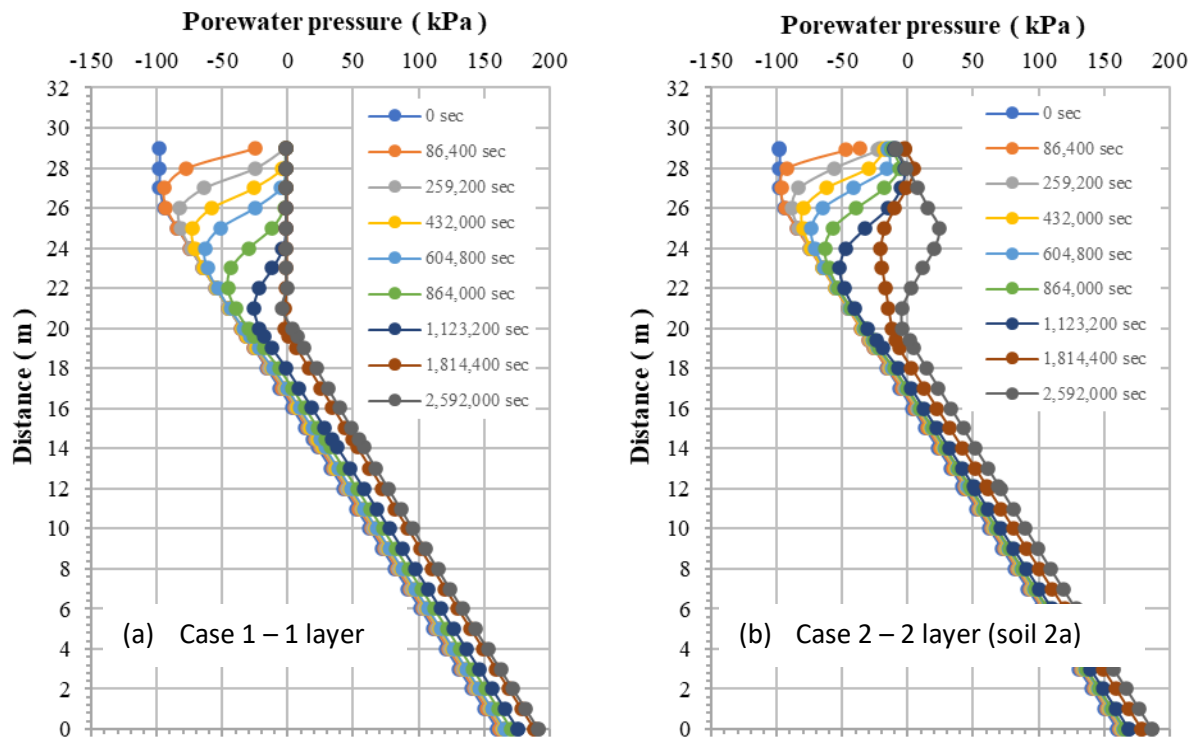 Porewater pressure ( kPa)
-150 -100 -50 0 50 100 150 200
32
30
28
26
24
22
20
18
16
14
12
10
8
6
4
2
0
Distance ( m )
0 sec
86,400 sec
259,200 sec
432,000 sec
604,800 sec
864,000 sec
1,123,200 sec
1,814,400 sec
2,592,000 sec
(a) Case 1 – 1 layer
Porewater pressure ( kPa)
-150 -100 -50 0 50 100 150 200
32
30
28
26
24
22
20
18
16
14
12
10
8
6
4
2
0
Distance ( m )
0 sec
86,400 sec
259,200 sec
432,000 sec
604,800 sec
864,000 sec
1,123,200 sec
1,814,400 sec
2,592,000 sec
(b) Case 2 – 2 layer (soil 2a)